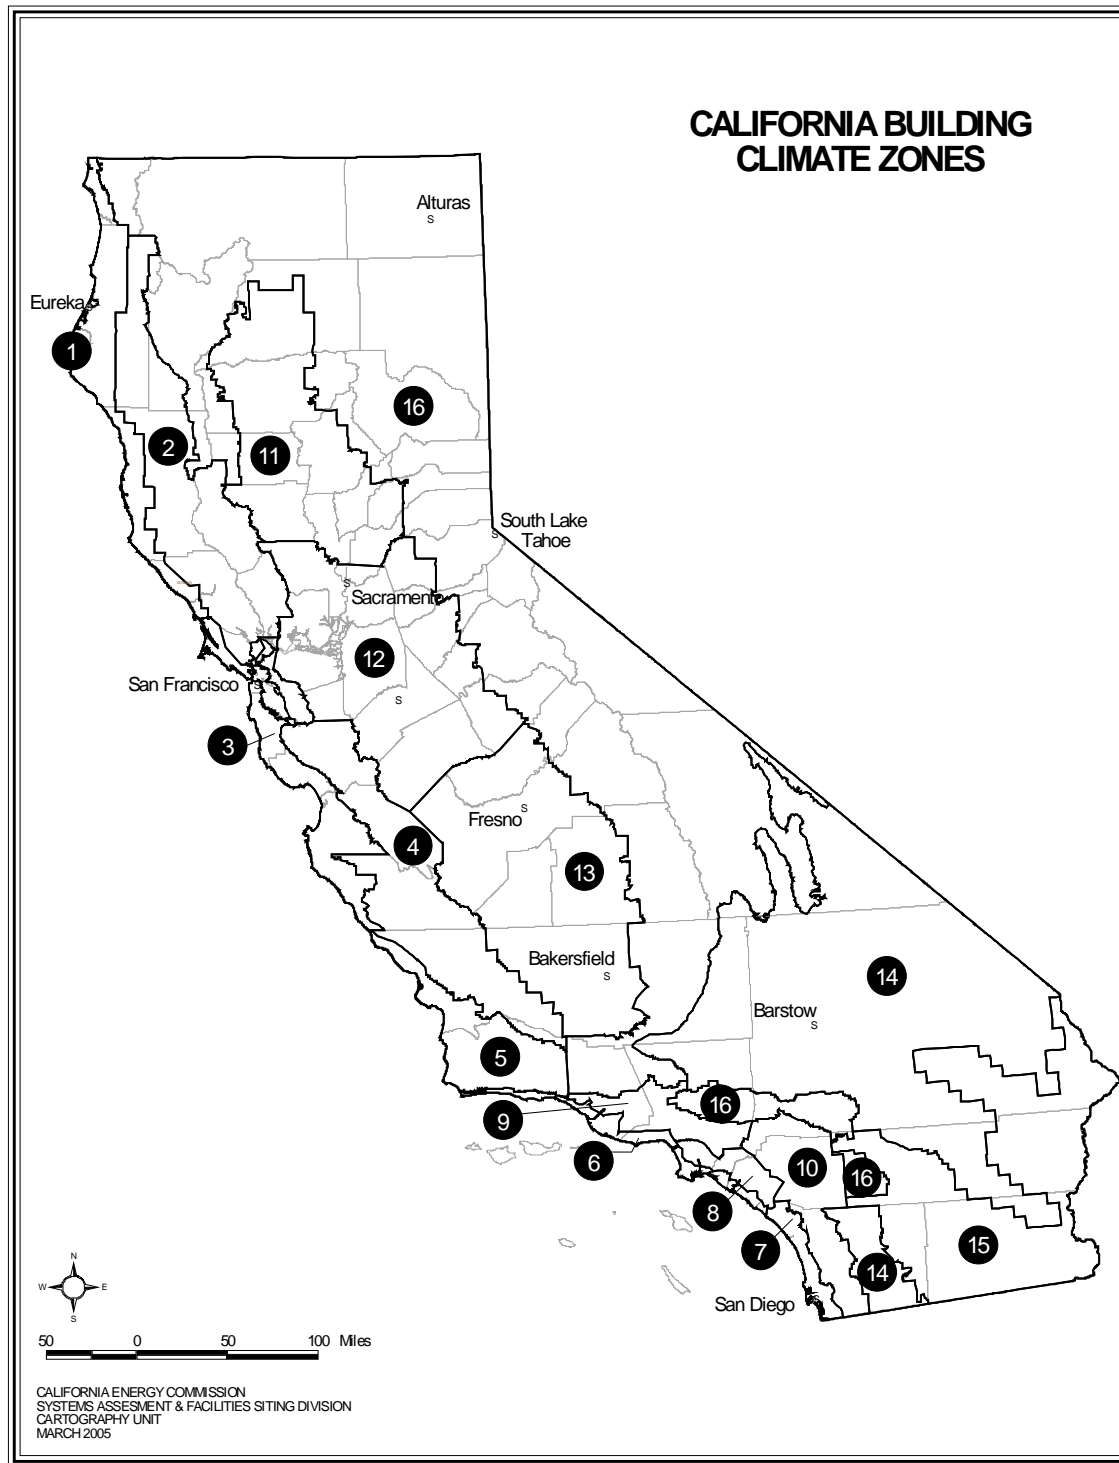 CALIFORNIA BUILDING
CLIMATE ZONES
Alturas
S
Eureka
1
16
2
11
South Lake
Tahoe
S
S
Sacramento
12
San Francisco
S
S
3
Fresno
S
4
13
Bakersfield
S
14
Barstow
S
5
16
9
6
10
16
8
7
15
14
San Diego
S
N
W
E
S
50
0
50
100 Miles
CALIFORNIA ENERGY COMMISSION
SYSTEMS ASSESMENT & FACILITIES SITING DIVISION
CARTOGRAPHY UNIT
MARCH 2005